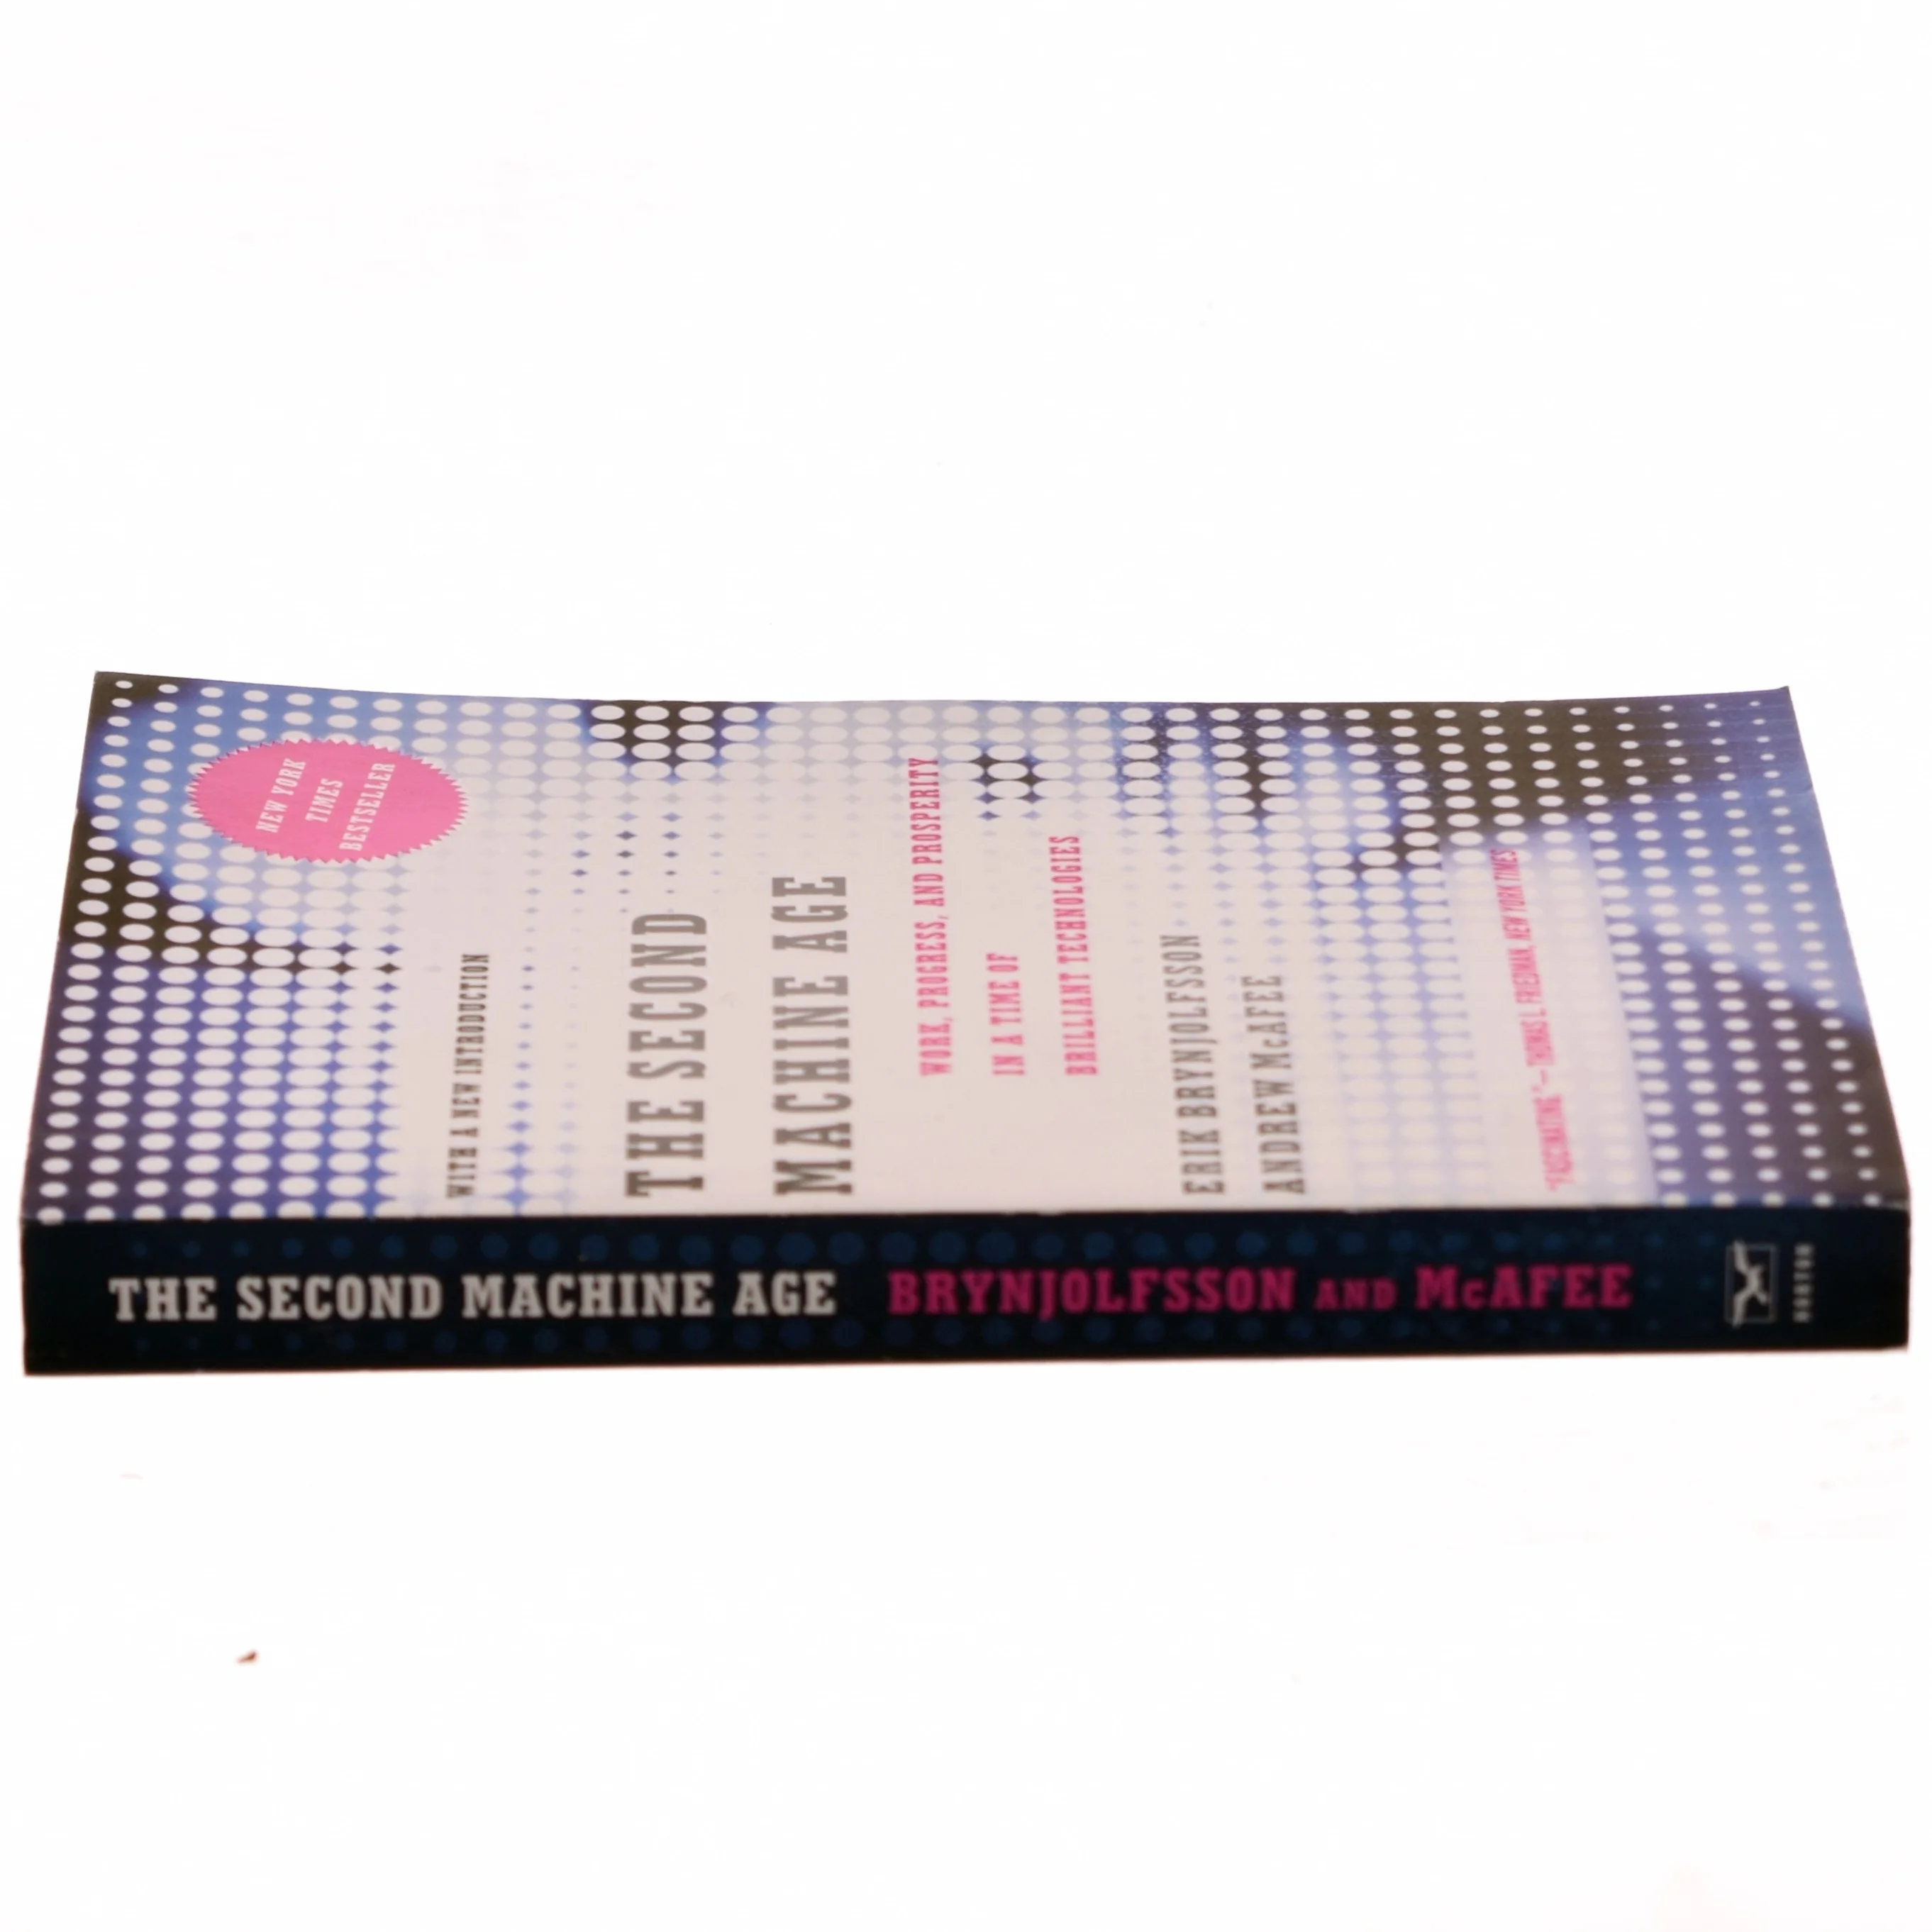 NEW YORK
TIMES
BESTSELLER
WITH A NEW INTRODUCTION
THE SECOND
MACHINE AGE
WORK, PROGRESS, AND PROSPERITY
IN A TIME OF
BRILLIANT TECHNOLOGIES
ERIK BRYNJOLFSSON
ANDREW McAFEE
"FASCINATING."—THOMAS L. FRIEDMAN, NEW YORK TIMES
THE SECOND MACHINE AGE BRYNJOLFSSON AND McAFEE
NORTON